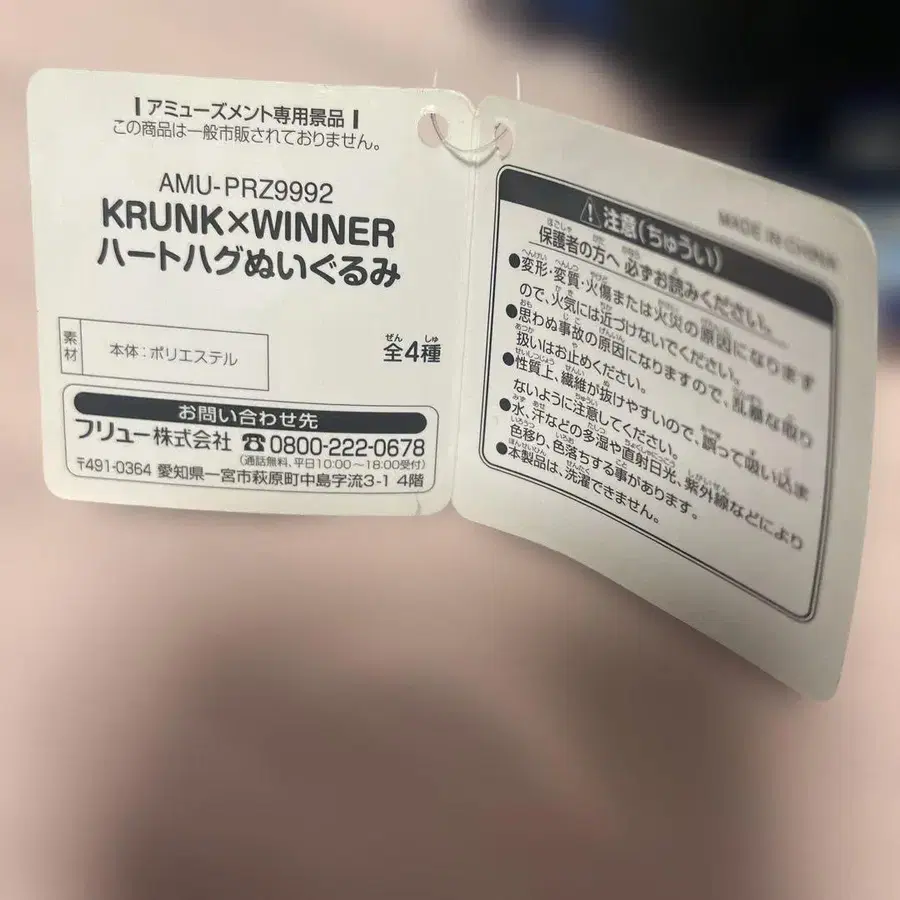 アミューズメント専用景品
この商品は一般市販されておりません。
AMU-PRZ9992
KRUNK×WINNER
ハートハグぬいぐるみ
素材
本体：ポリエステル
ぜん しゅ
全4種
お問い合わせ先
フリュー株式会社 ☎0800-222-0678
(通話無料、平日10:00～18:00受付)
〒491-0364 愛知県一宮市萩原町中島字流3-1 4階
MADE IN CHINA
⚠注意(ちゅうい)
保護者の方へ 必ずお読みください。
●変形・変質・火傷または火災の原因になります
ので、火気には近づけないでください。
●思わぬ事故の原因になりますので、乱暴な取り
扱いはお止めください。
●性質上、繊維が抜けやすいので、誤って吸い込ま
ないように注意してください。
●水、汗などの多湿や直射日光、紫外線などにより
色移り、色落ちする事があります。
●本製品は、洗濯できません。